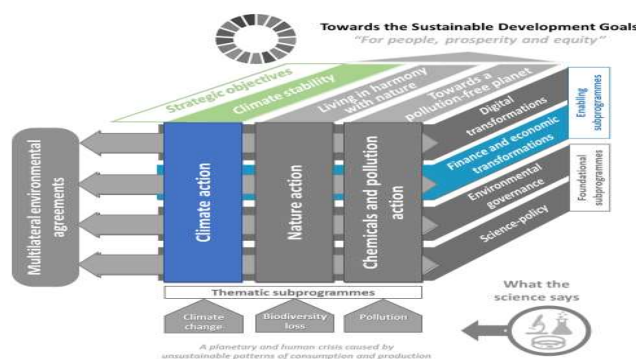 Towards the Sustainable Development Goals
"For people, prosperity and equity"
Strategic objectives
Climate stability
Living in harmony
with nature
Towards a
pollution-free planet
Multilateral environmental
agreements
Climate action
Nature action
Chemicals and pollution
action
Digital
transformations
Finance and economic
transformations
Environmental
governance
Science-policy
Enabling
subprogrammes
Foundational
subprogrammes
Thematic subprogrammes
Climate
change
Biodiversity
loss
Pollution
A planetary and human crisis caused by
unsustainable patterns of consumption and production
What the
science says